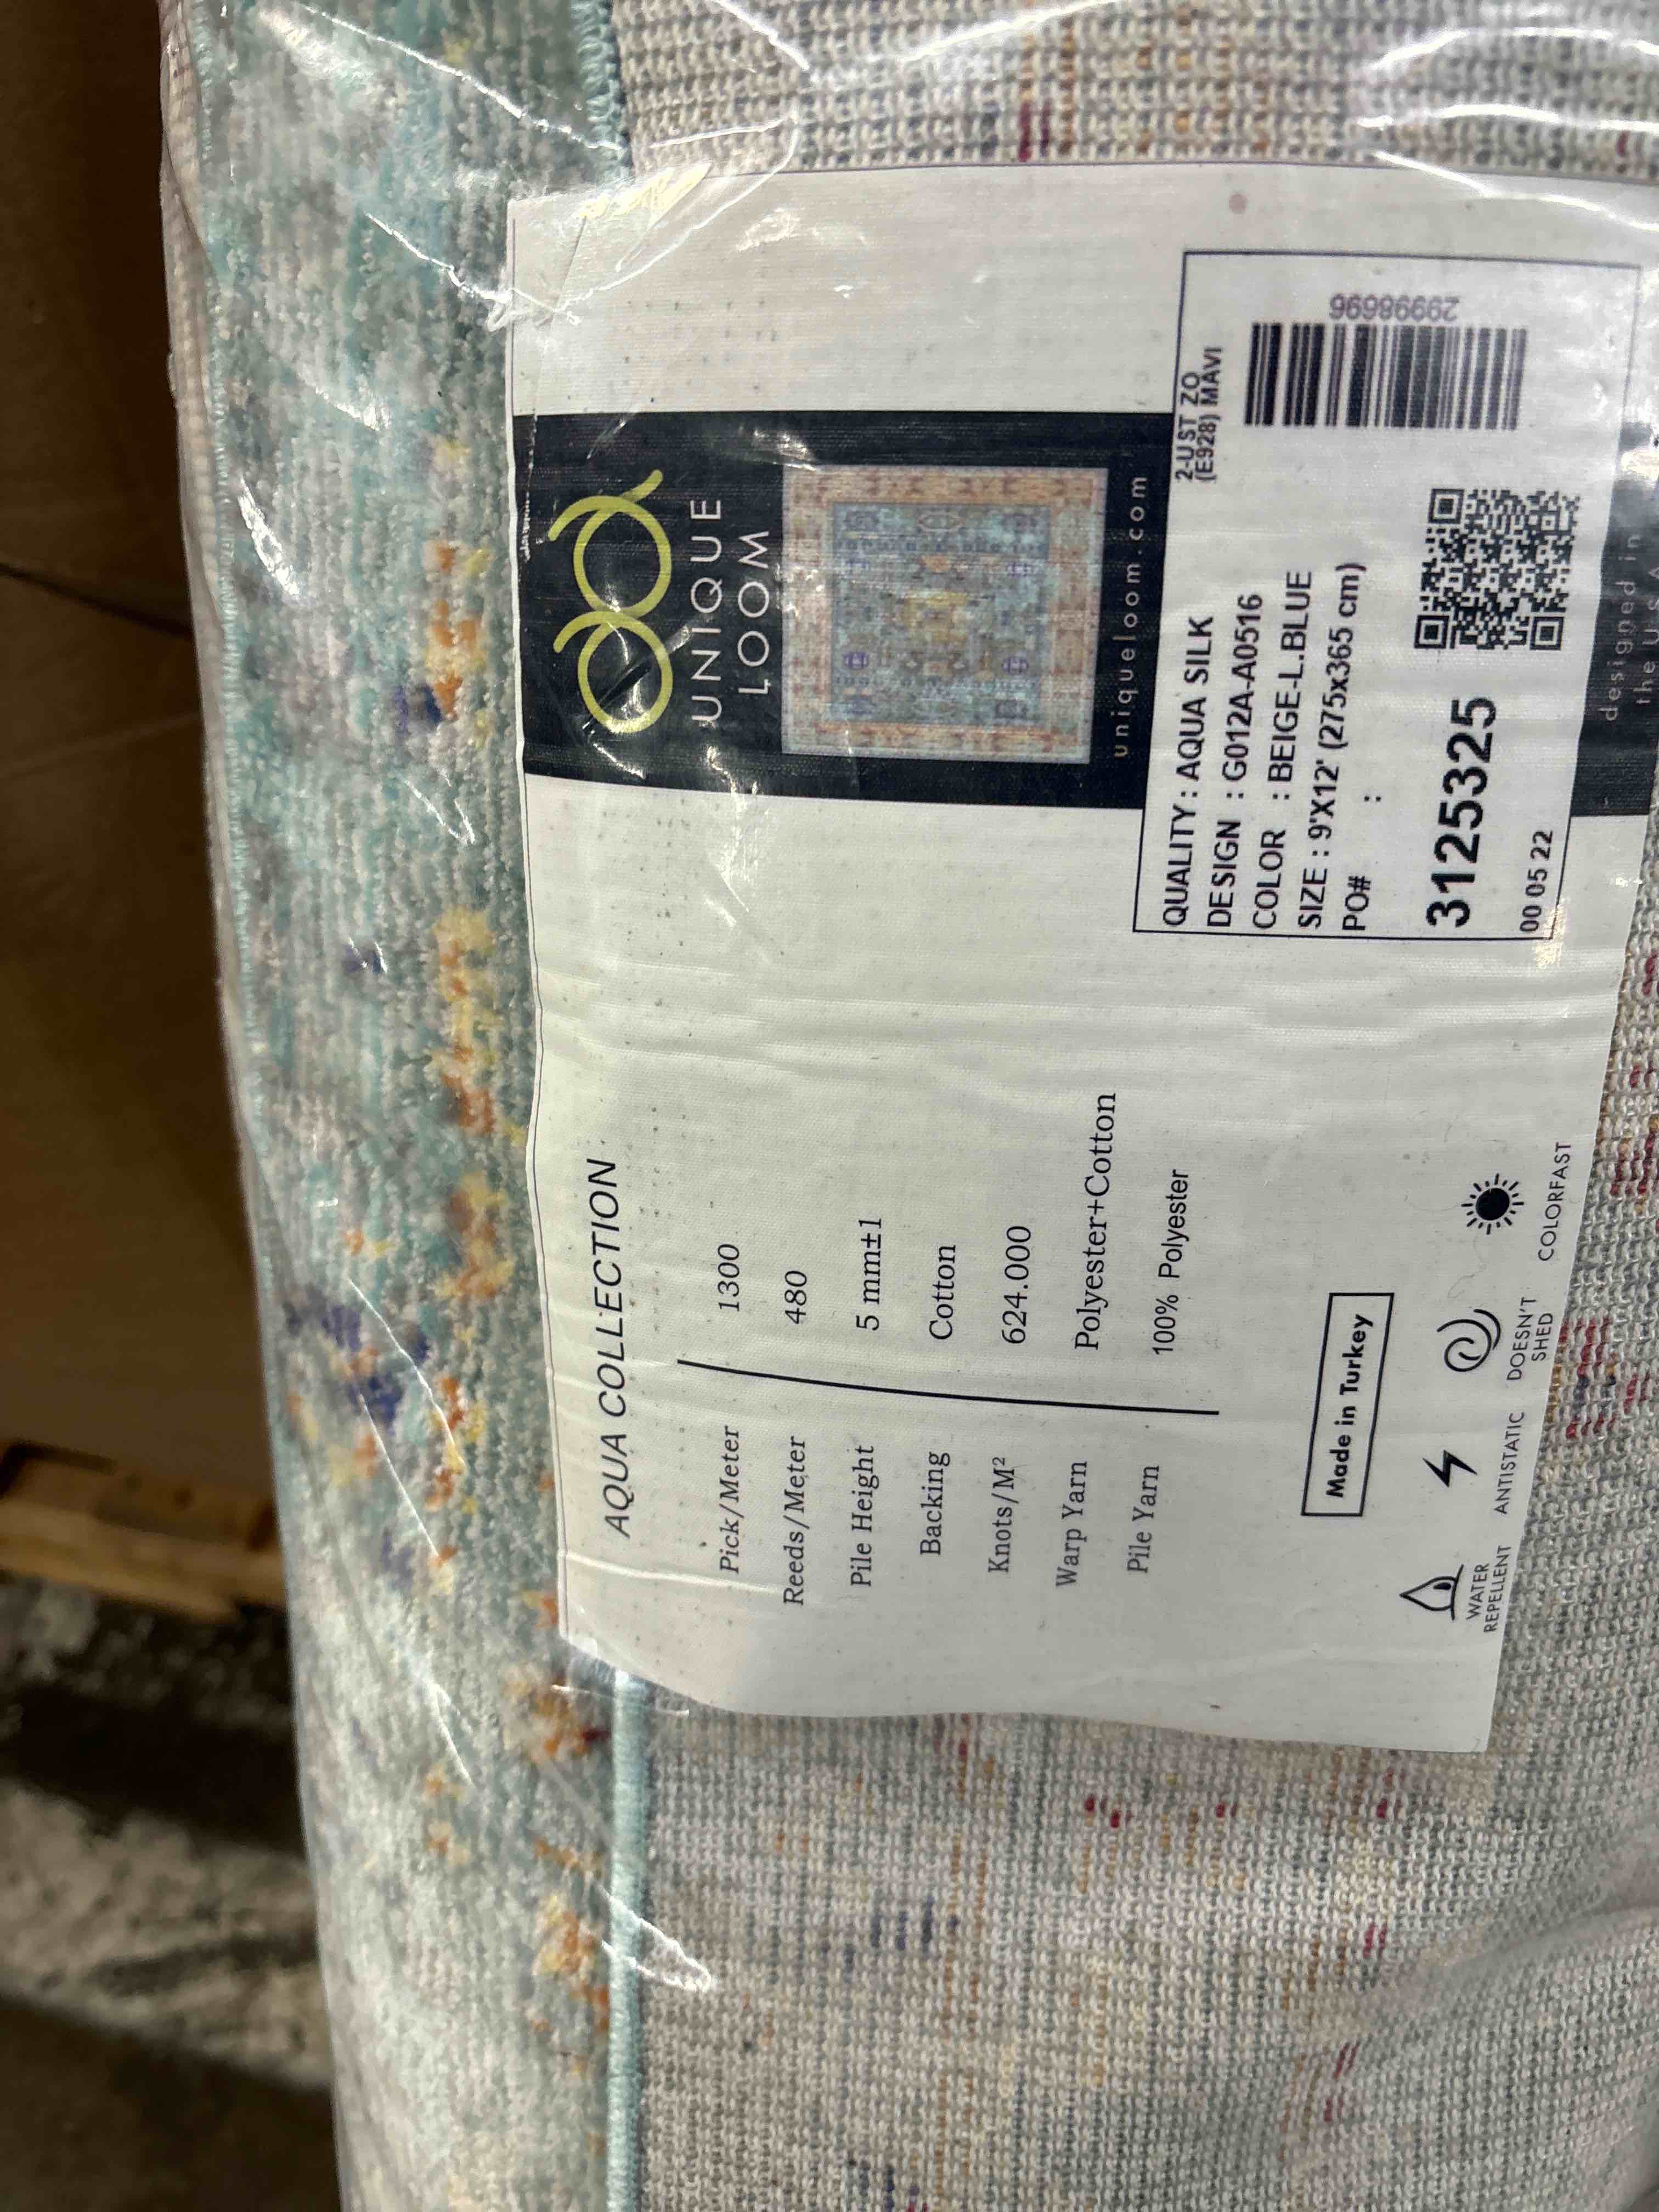 AQUA COLLECTION
Pick/Meter 1300
Reeds/Meter 480
Pile Height 5 mm±1
Backing Cotton
Knots/M² 624.000
Warp Yarn Polyester+Cotton
Pile Yarn 100% Polyester
Made in Turkey
WATER
REPELLENT
ANTISTATIC
DOESN'T
SHED
COLORFAST
UNIQUE
LOOM
uniqueloom.com
2-UST ZO
(E928) MAVI
QUALITY : AQUA SILK
DESIGN : G012A-A0516
COLOR : BEIGE-L.BLUE
SIZE : 9'X12' (275x365 cm)
PO# :
3125325
00 05 22
29998696
designed in
the U.S.A